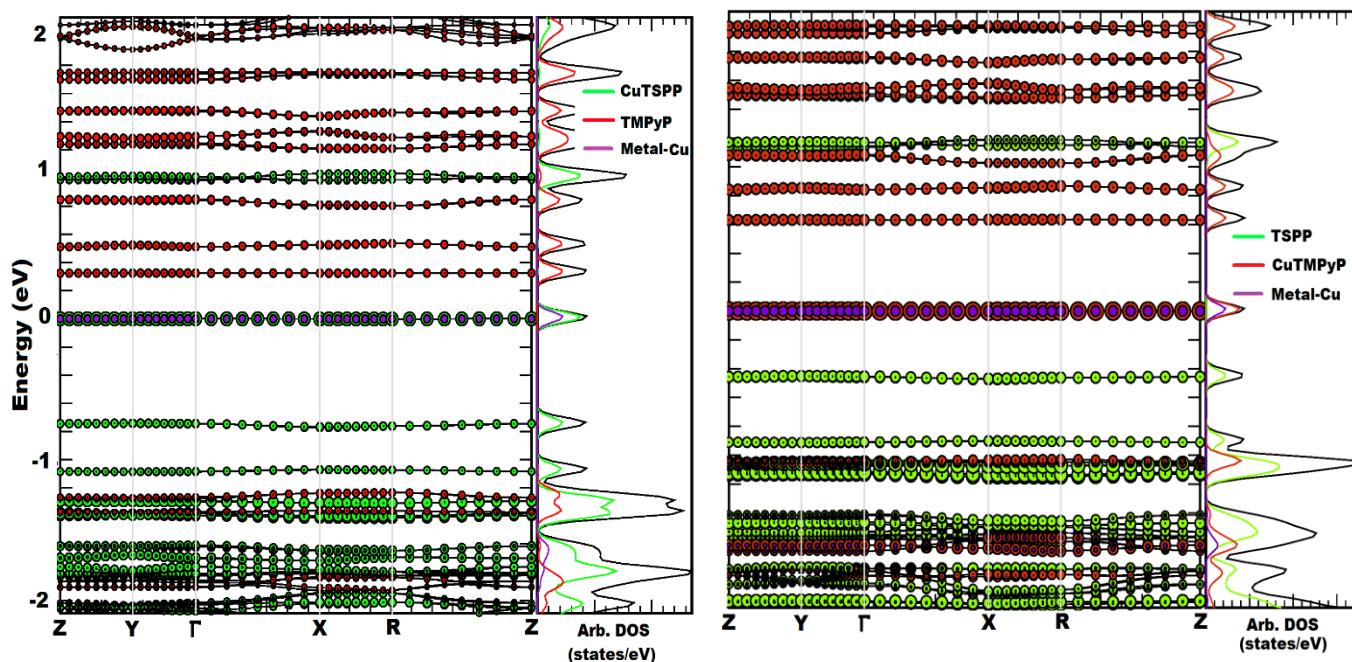 Energy (eV)
2
1
0
-1
-2
Z Y Γ X R Z
CuTSPP
TMPyP
Metal-Cu
Arb. DOS
(states/eV)
TSPP
CuTMPyP
Metal-Cu
Z Y Γ X R Z
Arb. DOS
(states/eV)